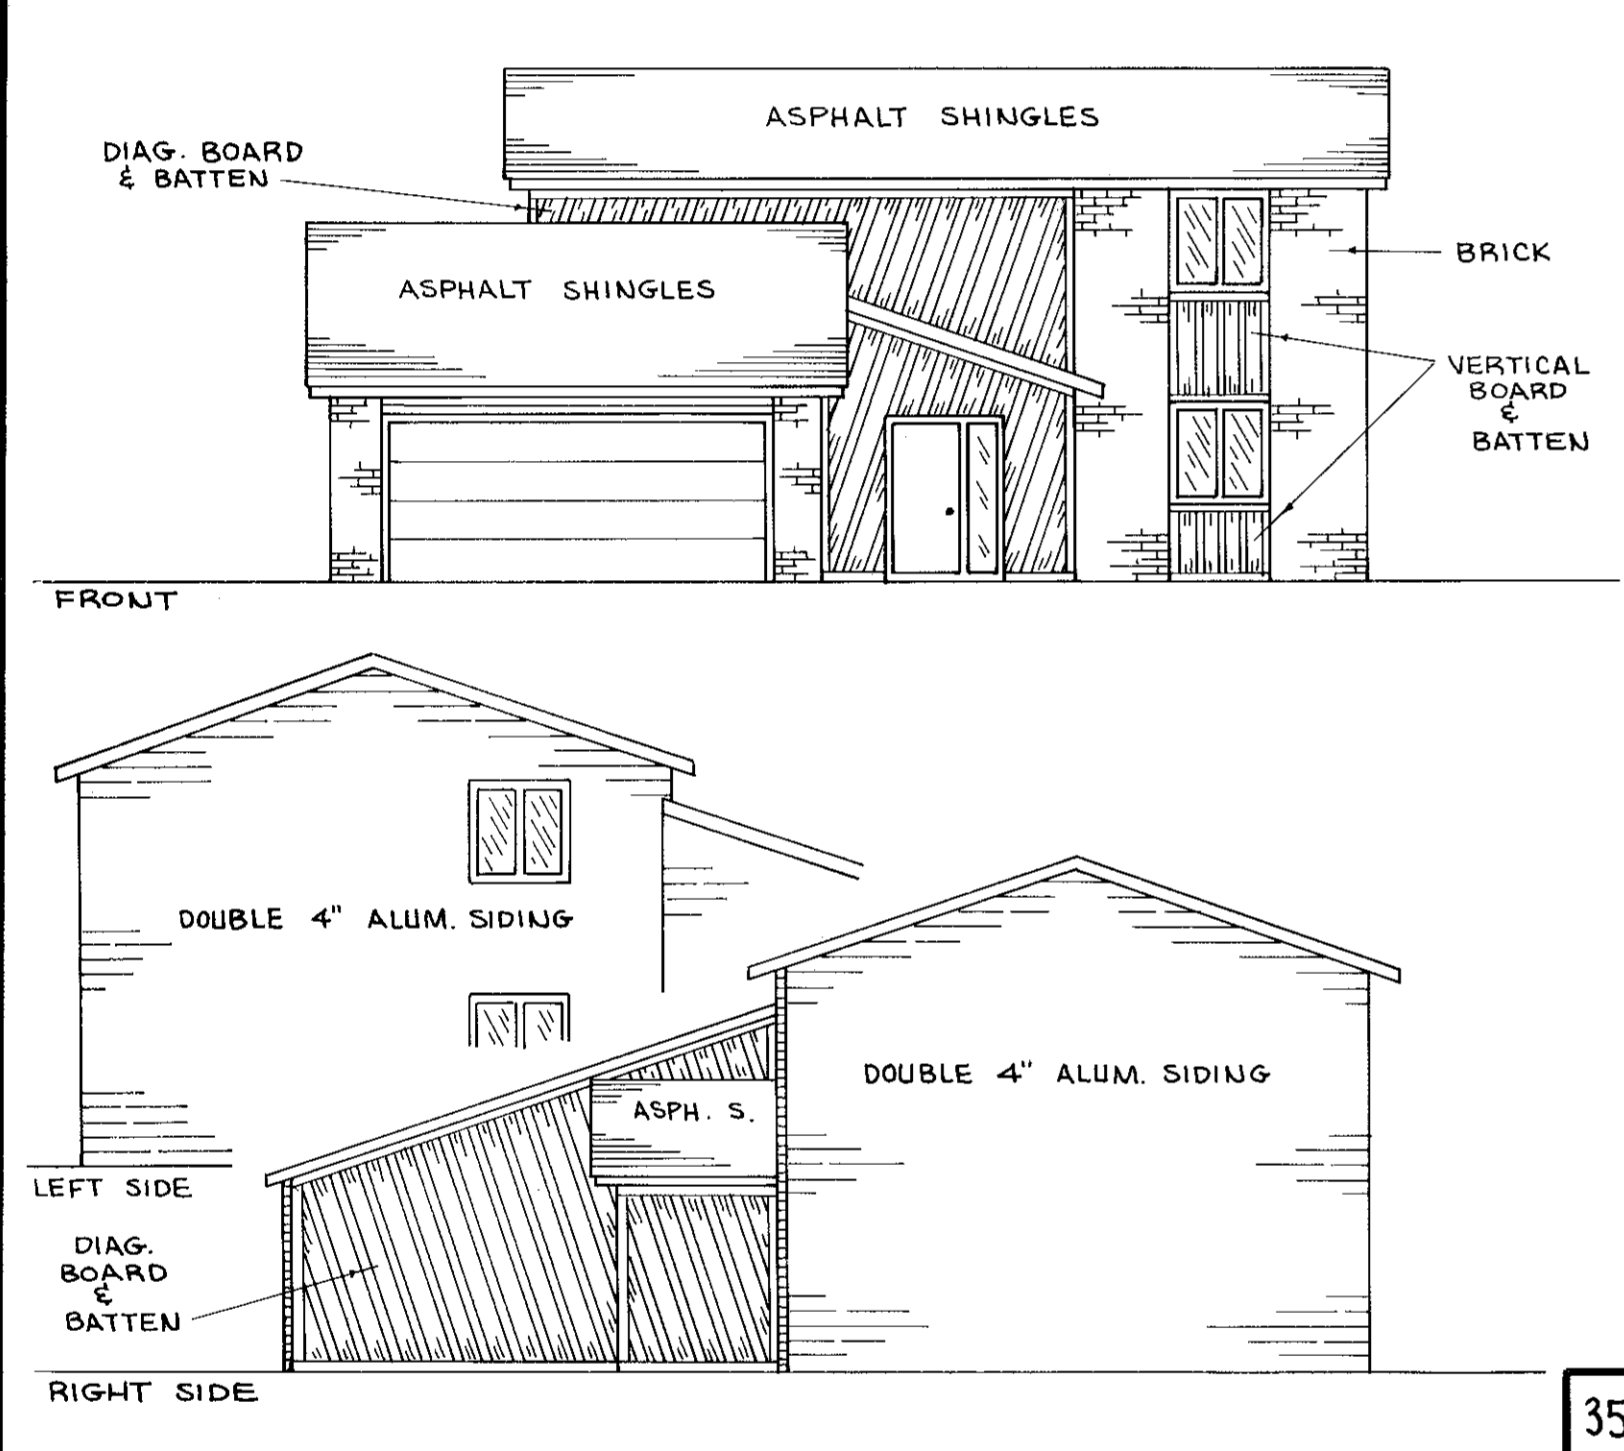 ASPHALT SHINGLES
DIAG. BOARD
& BATTEN
ASPHALT SHINGLES
BRICK
VERTICAL
BOARD
&
BATTEN
FRONT
DOUBLE 4" ALUM. SIDING
LEFT SIDE
DOUBLE 4" ALUM. SIDING
ASPH. S.
DIAG.
BOARD
&
BATTEN
RIGHT SIDE
35